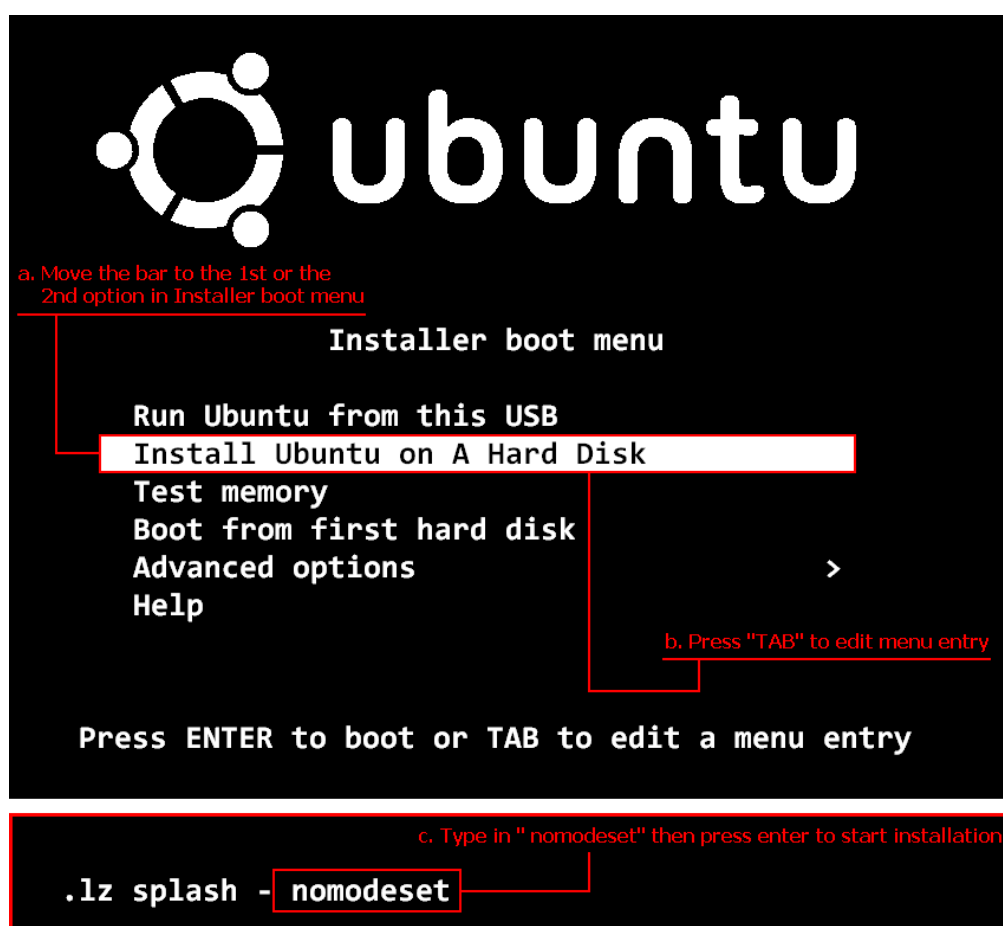 ubuntu
a. Move the bar to the 1st or the
2nd option in Installer boot menu
Installer boot menu
Run Ubuntu from this USB
Install Ubuntu on A Hard Disk
Test memory
Boot from first hard disk
Advanced options >
Help
b. Press "TAB" to edit menu entry
Press ENTER to boot or TAB to edit a menu entry
c. Type in " nomodeset" then press enter to start installation
.lz splash - nomodeset